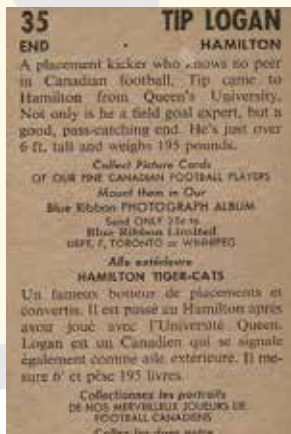 35 TIP LOGAN
END · HAMILTON
A placement kicker who knows no peer
in Canadian football, Tip came to
Hamilton from Queen's University.
Not only is he a field goal expert, but a
good, pass-catching end. He's just over
6 ft. tall and weighs 195 pounds.
Collect Picture Cards
OF OUR FINE CANADIAN FOOTBALL PLAYERS
Mount them in Our
Blue Ribbon PHOTOGRAPH ALBUM
Send ONLY 25c to
Blue Ribbon Limited
DEPT. F, TORONTO or WINNIPEG
Aile extérieure
HAMILTON TIGER-CATS
Un fameux botteur de placements et
convertis. Il est passé au Hamilton après
avoir joué avec l'Université Queen.
Logan est un Canadien qui se signale
également comme aile extérieure. Il me-
sure 6' et pèse 195 livres.
Collectionnez les portraits
DE NOS MERVEILLEUX JOUEURS DE
FOOTBALL CANADIENS
Collez-les dans notre